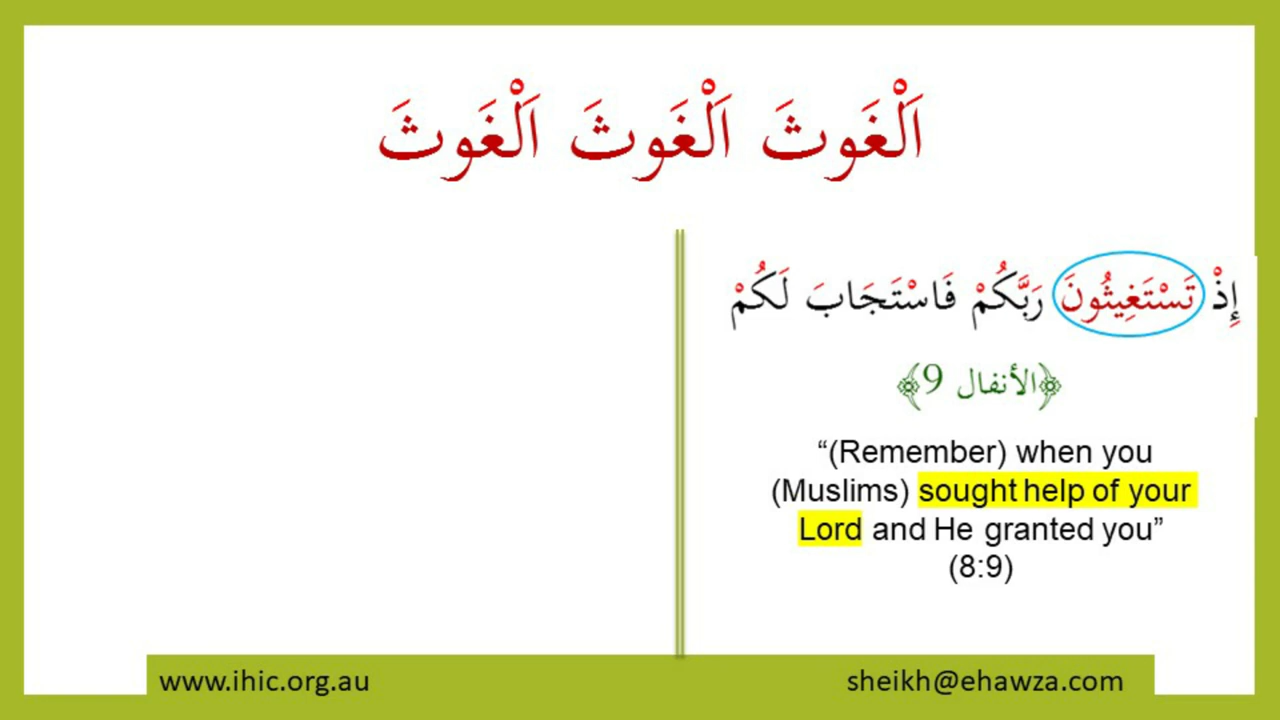 اَلْغَوثَ اَلْغَوثَ اَلْغَوثَ
إِذْ تَسْتَغِيثُونَ رَبَّكُمْ فَاسْتَجَابَ لَكُمْ
﴿الأنفال 9﴾
“(Remember) when you
(Muslims) sought help of your
Lord and He granted you”
(8:9)
www.ihic.org.au
sheikh@ehawza.com